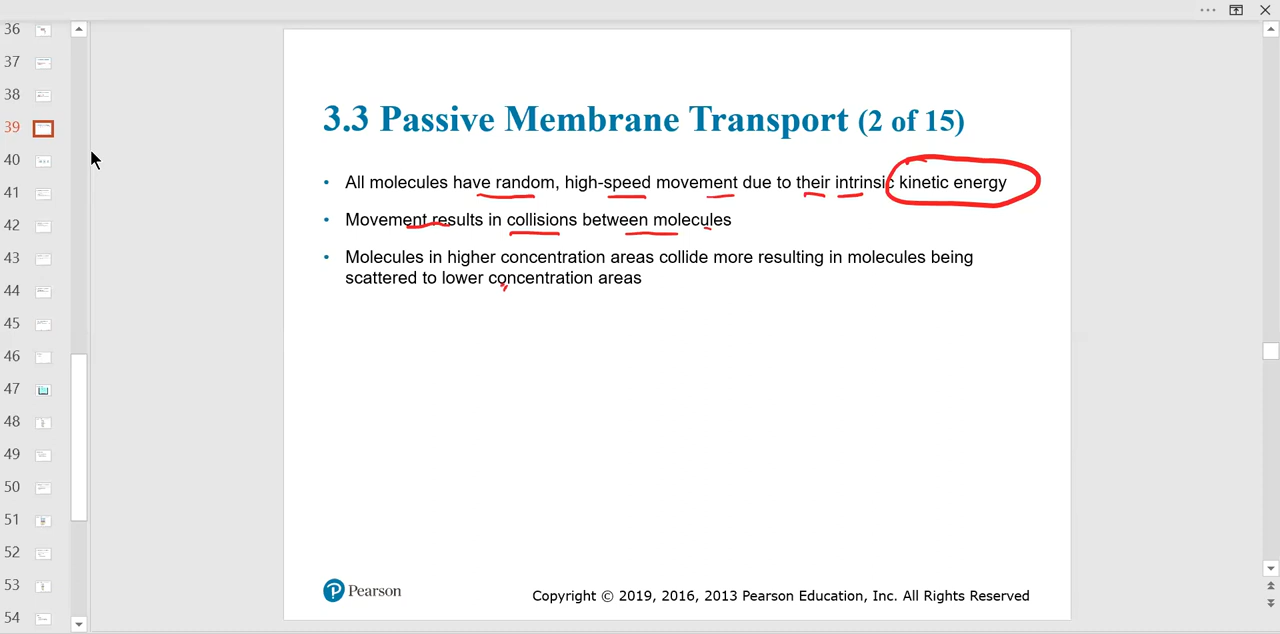 36
37
38
39
40
41
42
43
44
45
46
47
48
49
50
51
52
53
54
3.3 Passive Membrane Transport (2 of 15)
• All molecules have random, high-speed movement due to their intrinsic kinetic energy
• Movement results in collisions between molecules
• Molecules in higher concentration areas collide more resulting in molecules being
scattered to lower concentration areas
P Pearson
Copyright © 2019, 2016, 2013 Pearson Education, Inc. All Rights Reserved